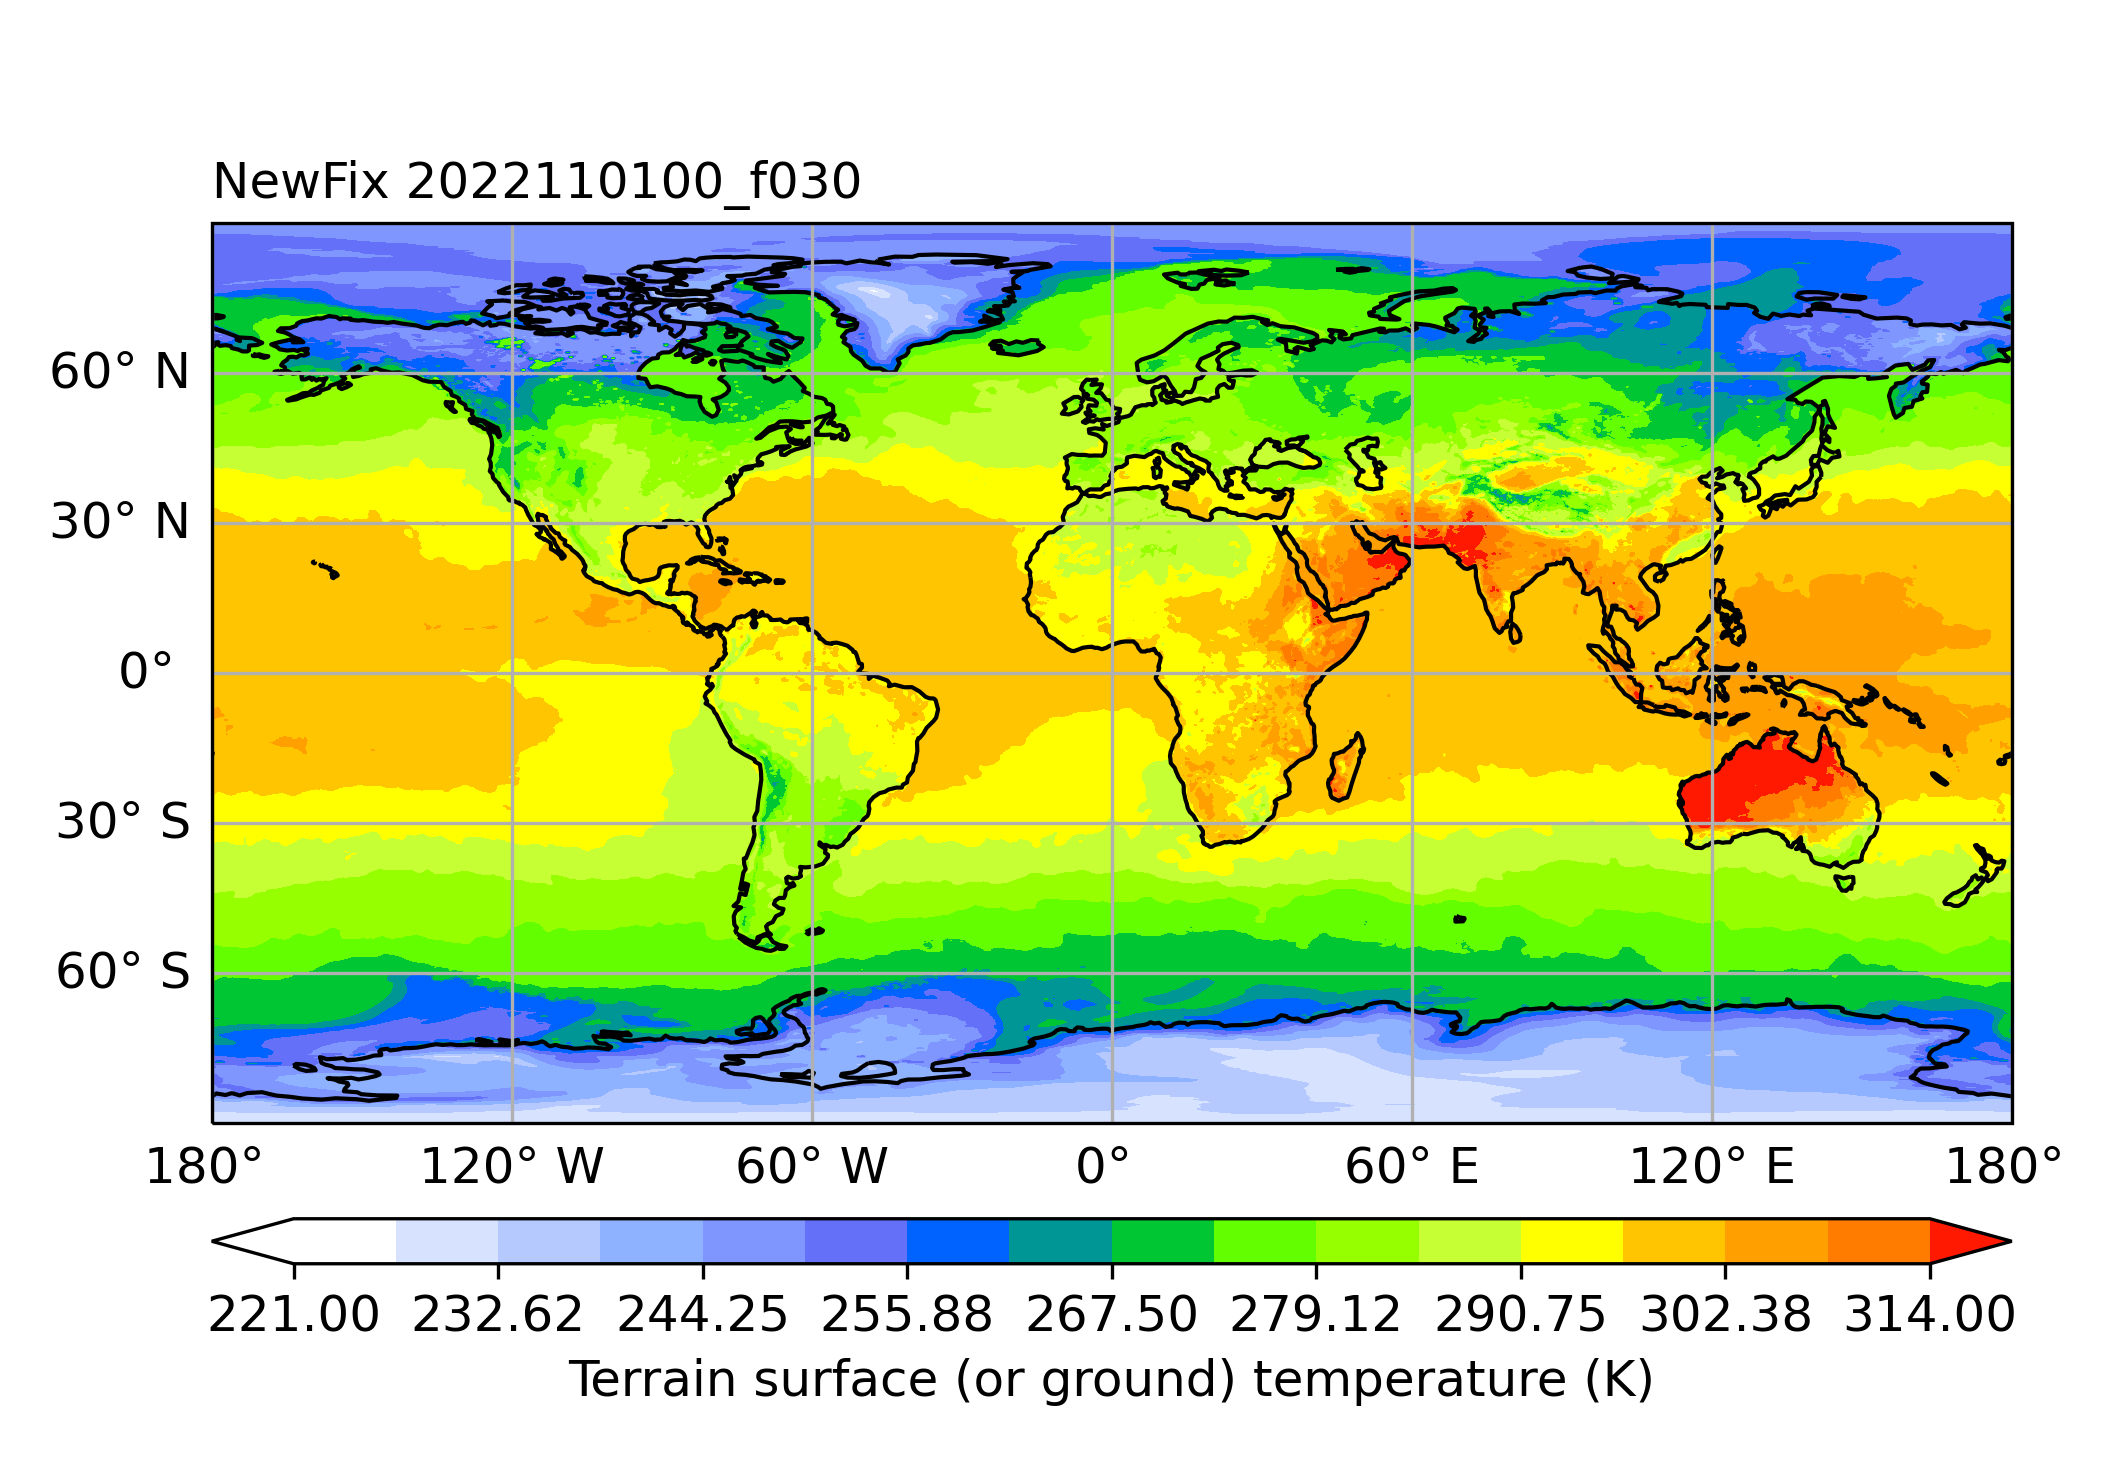 NewFix 2022110100_f030
60° N
30° N
0°
30° S
60° S
180° 120° W 60° W 0° 60° E 120° E 180°
221.00 232.62 244.25 255.88 267.50 279.12 290.75 302.38 314.00
Terrain surface (or ground) temperature (K)